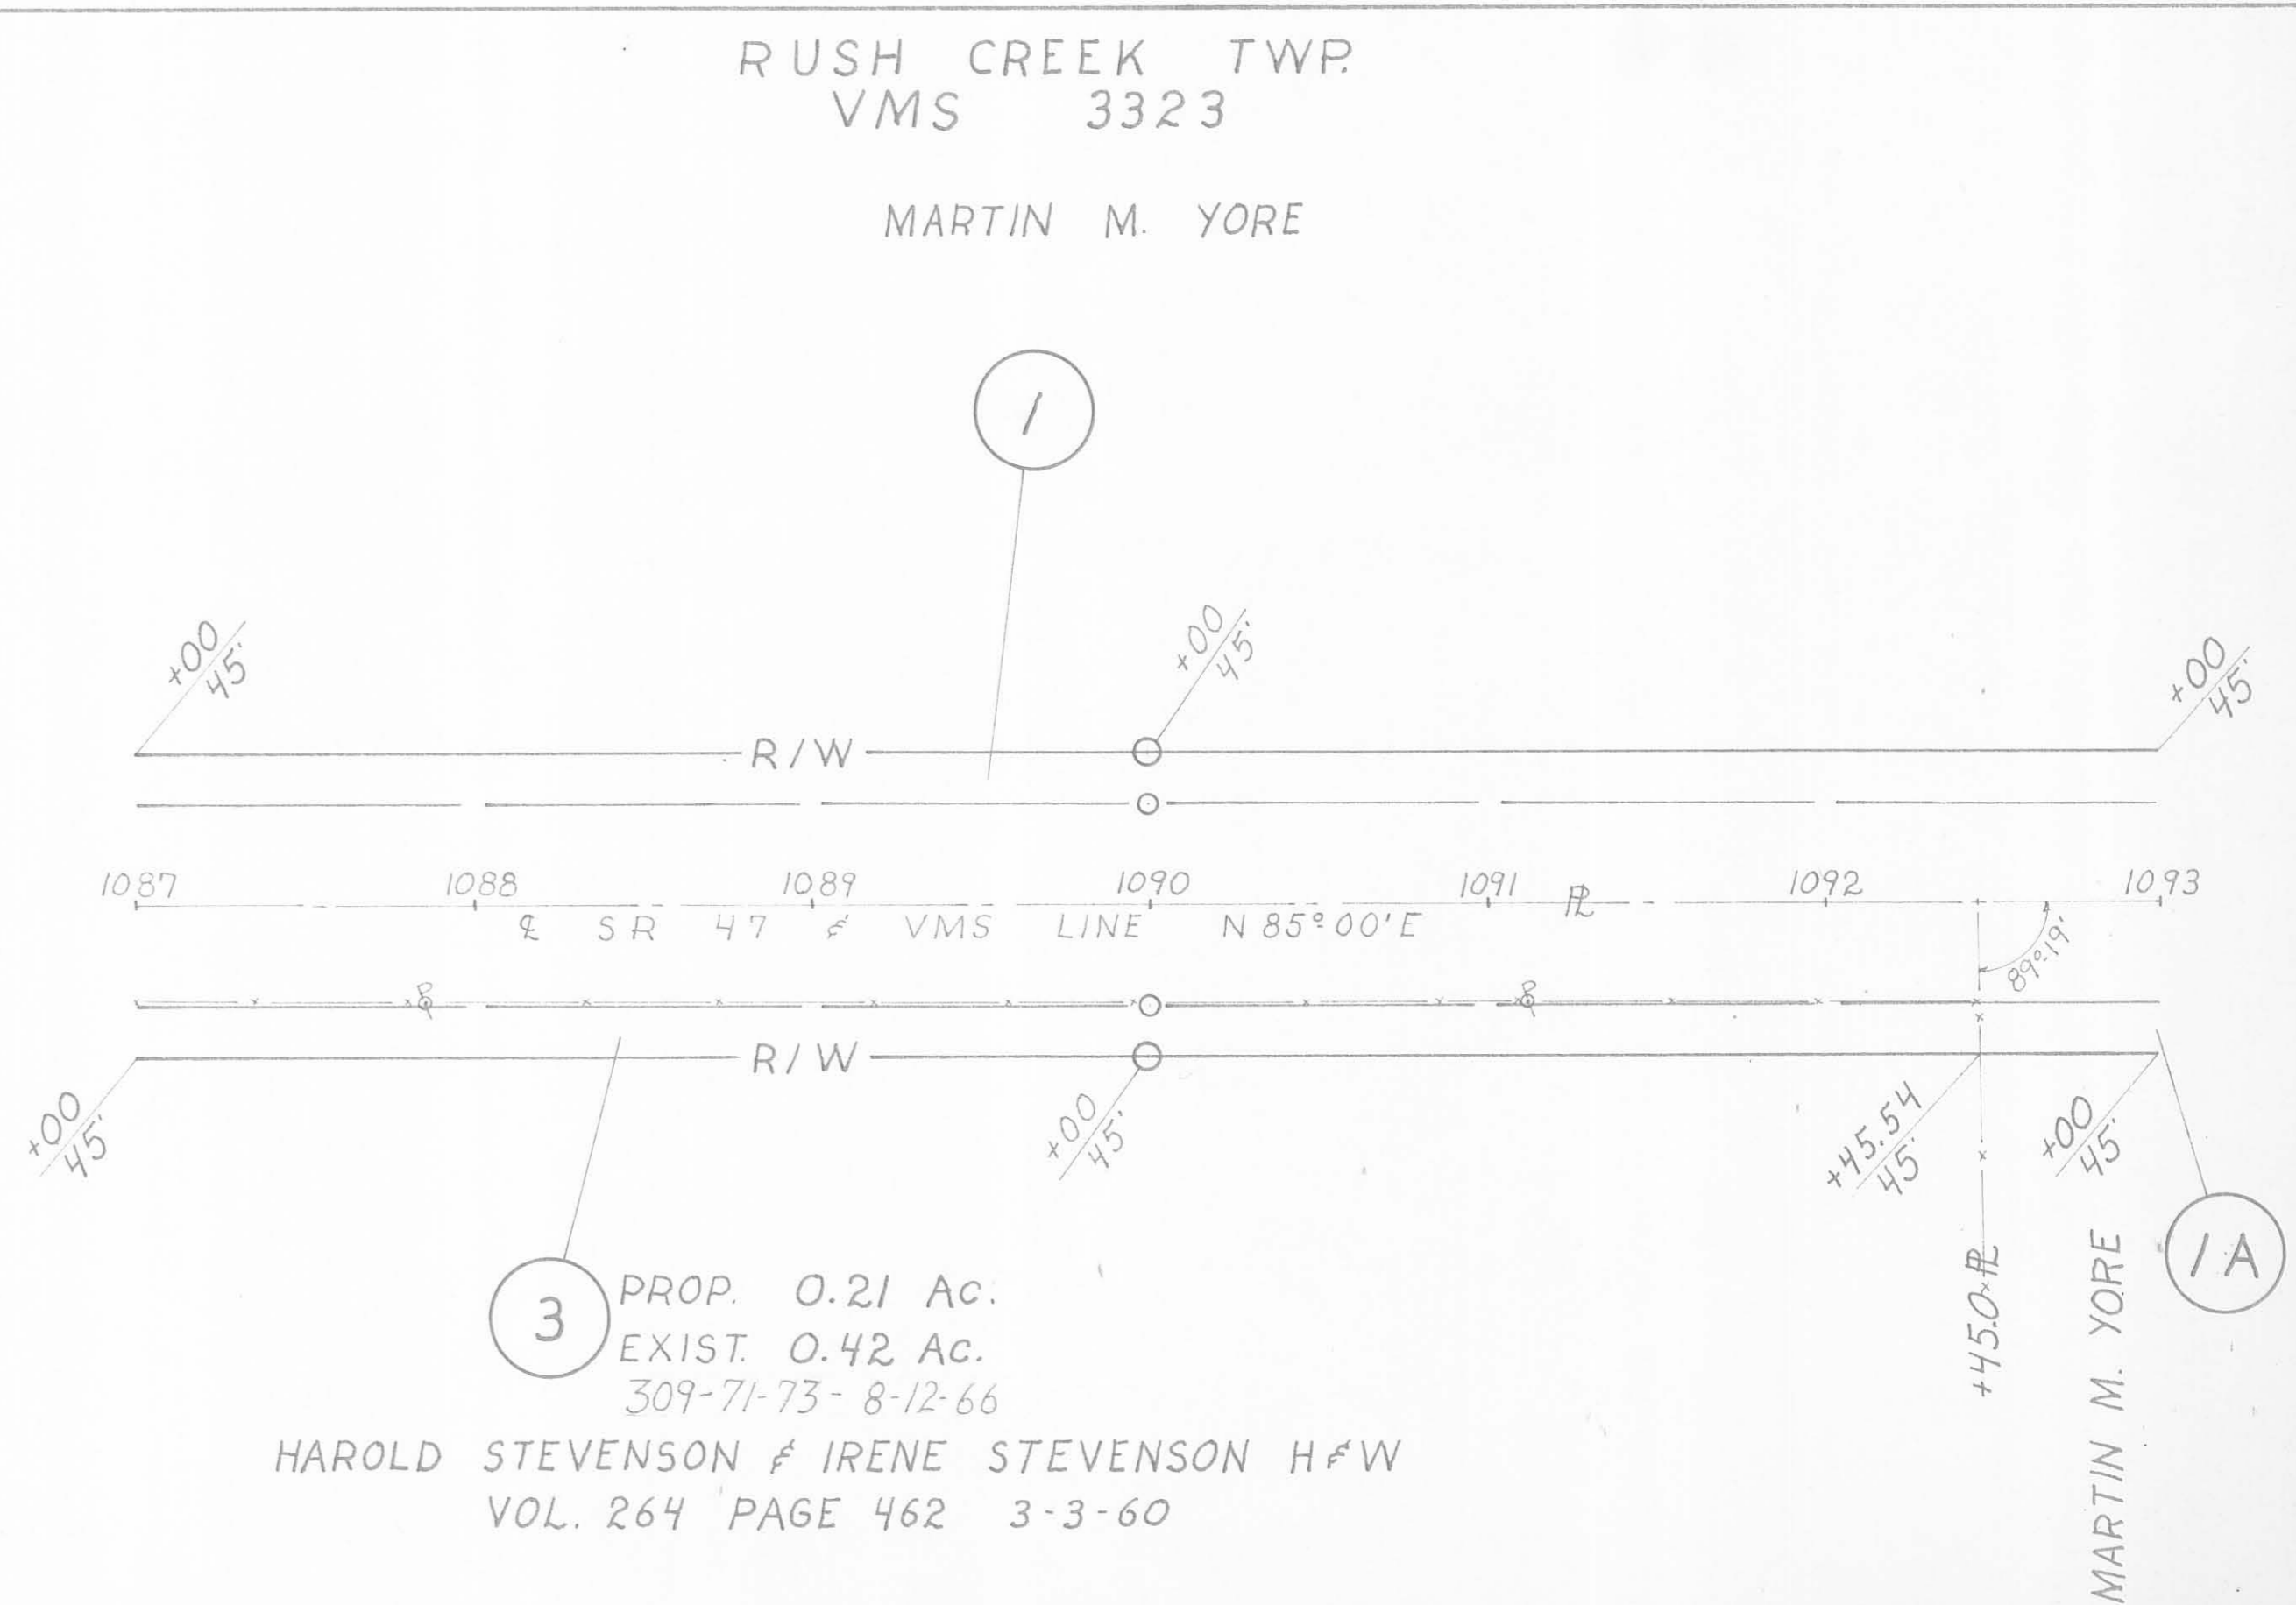 RUSH CREEK TWP.
VMS 3323
MARTIN M. YORE
1
+00
45'
+00
45'
+00
45'
R/W
1087 1088 1089 1090 1091 ⅊ 1092 1093
℄ SR 47 & VMS LINE N 85°00'E
89°19'
R/W
+00
45'
+00
45'
+45.54
45'
+00
45'
1A
3
PROP. 0.21 AC.
EXIST. 0.42 AC.
309-71-73 - 8-12-66
HAROLD STEVENSON & IRENE STEVENSON H & W
VOL. 264 PAGE 462 3-3-60
+45.0 ⅊
MARTIN M. YORE